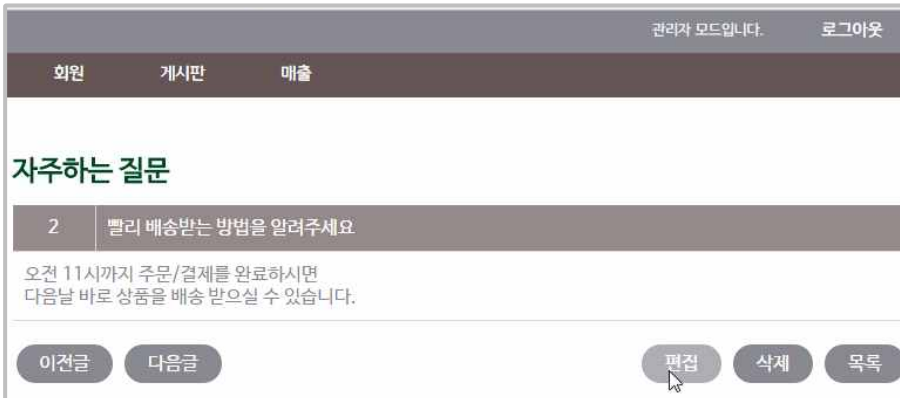 관리자 모드입니다. 로그아웃
회원 게시판 매출
자주하는 질문
2 빨리 배송받는 방법을 알려주세요
오전 11시까지 주문/결제를 완료하시면
다음날 바로 상품을 배송 받으실 수 있습니다.
이전글 다음글 편집 삭제 목록